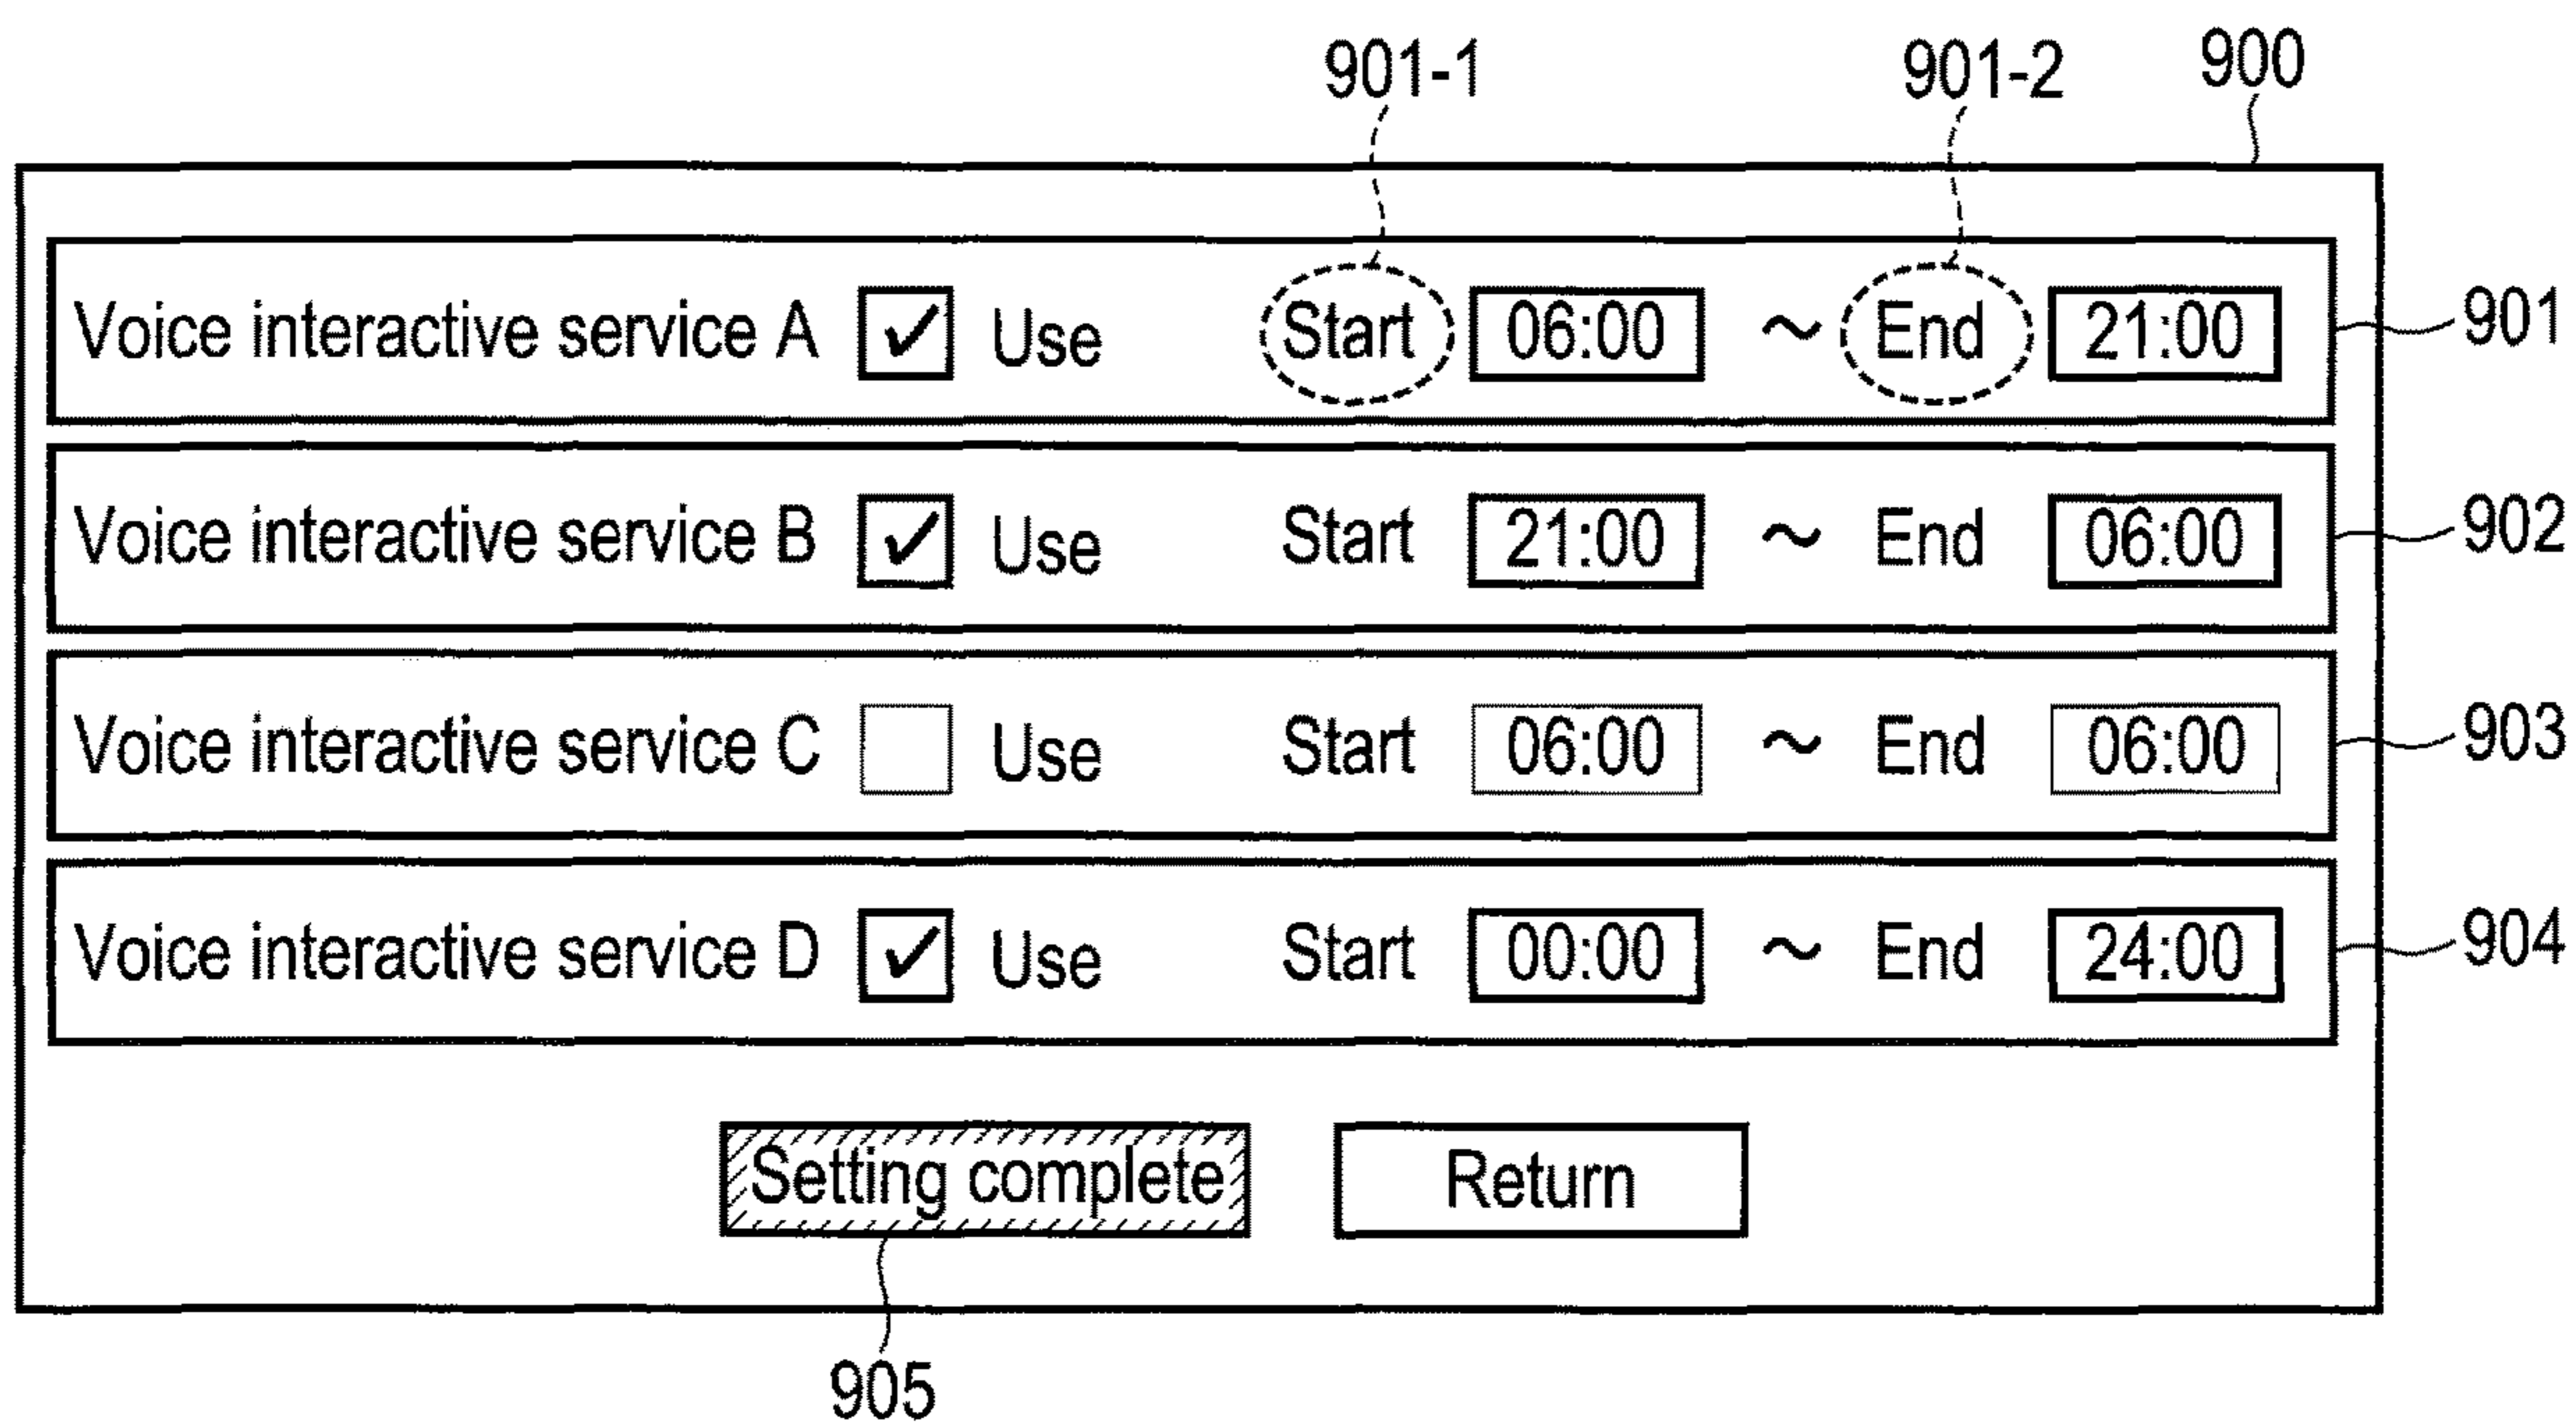 901-1 901-2 900
Voice interactive service A ✓ Use Start 06:00 ~ End 21:00 901
Voice interactive service B ✓ Use Start 21:00 ~ End 06:00 902
Voice interactive service C Use Start 06:00 ~ End 06:00 903
Voice interactive service D ✓ Use Start 00:00 ~ End 24:00 904
Setting complete Return
905